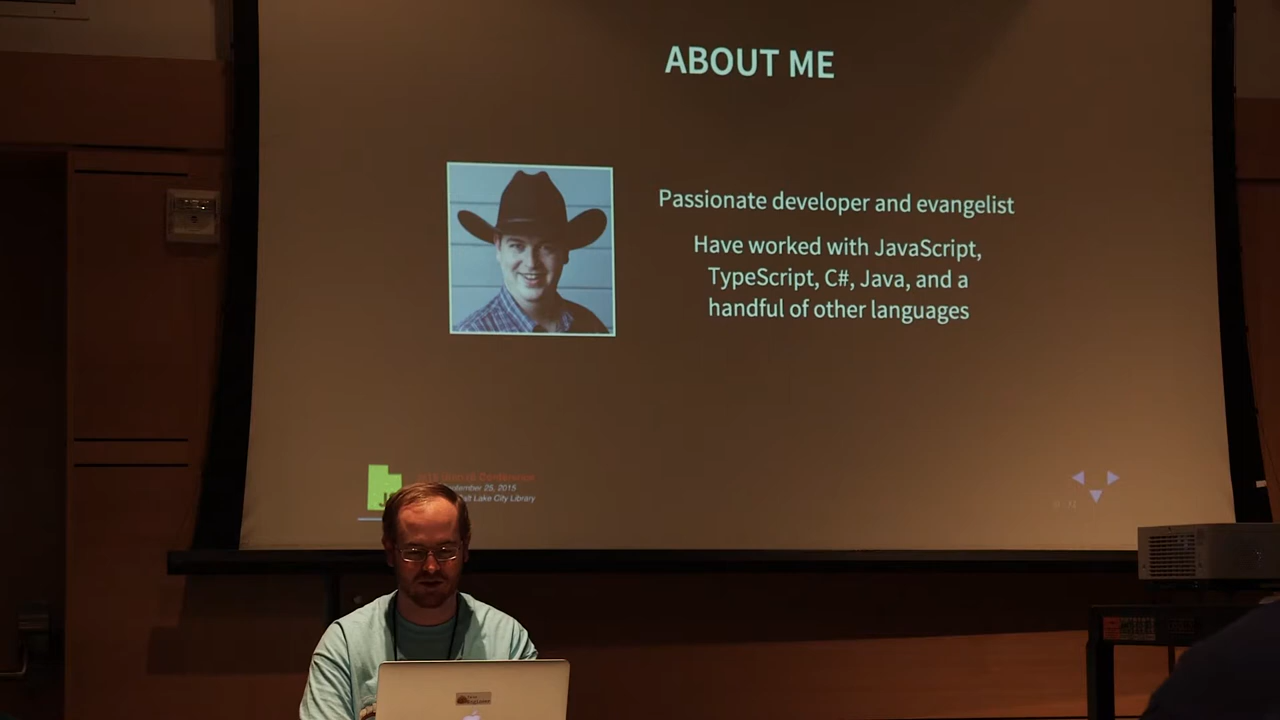 ABOUT ME
Passionate developer and evangelist
Have worked with JavaScript,
TypeScript, C#, Java, and a
handful of other languages
Conference
September 25, 2015
Salt Lake City Library